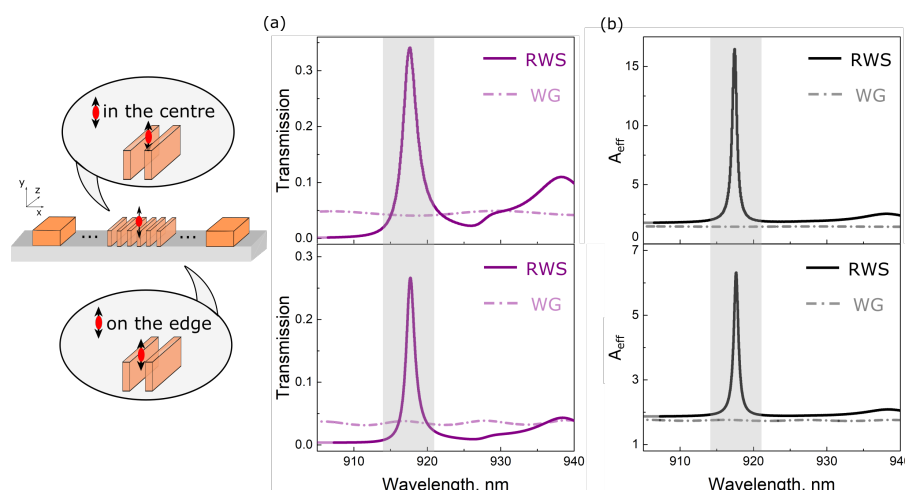 (a)
(b)
in the centre
y
z
x
on the edge
Transmission
0.3
0.2
0.1
0.0
RWS
WG
Transmission
0.3
0.2
0.1
0.0
RWS
WG
910
920
930
940
Wavelength, nm
Aeff
15
10
5
0
RWS
WG
Aeff
7
5
3
1
RWS
WG
910
920
930
940
Wavelength, nm